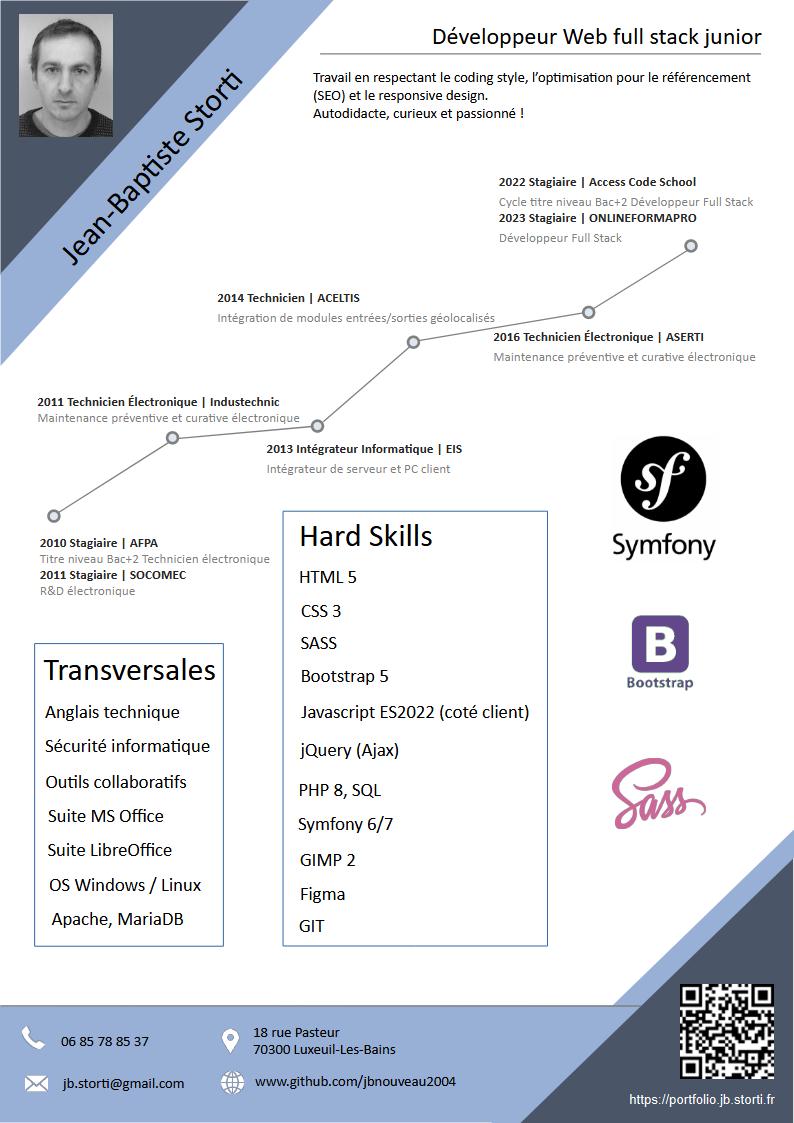 Développeur Web full stack junior
Jean-Baptiste Storti
Travail en respectant le coding style, l'optimisation pour le référencement
(SEO) et le responsive design.
Autodidacte, curieux et passionné !
2022 Stagiaire | Access Code School
Cycle titre niveau Bac+2 Développeur Full Stack
2023 Stagiaire | ONLINEFORMAPRO
Développeur Full Stack
2014 Technicien | ACELTIS
Intégration de modules entrées/sorties géolocalisés
2016 Technicien Électronique | ASERTI
Maintenance préventive et curative électronique
2011 Technicien Électronique | Industechnic
Maintenance préventive et curative électronique
2013 Intégrateur Informatique | EIS
Intégrateur de serveur et PC client
2010 Stagiaire | AFPA
Titre niveau Bac+2 Technicien électronique
2011 Stagiaire | SOCOMEC
R&D électronique
Hard Skills
HTML 5
CSS 3
SASS
Bootstrap 5
Javascript ES2022 (coté client)
jQuery (Ajax)
PHP 8, SQL
Symfony 6/7
GIMP 2
Figma
GIT
Transversales
Anglais technique
Sécurité informatique
Outils collaboratifs
Suite MS Office
Suite LibreOffice
OS Windows / Linux
Apache, MariaDB
sf
Symfony
B
Bootstrap
Sass
06 85 78 85 37
18 rue Pasteur
70300 Luxeuil-Les-Bains
jb.storti@gmail.com
www.github.com/jbnouveau2004
https://portfolio.jb.storti.fr